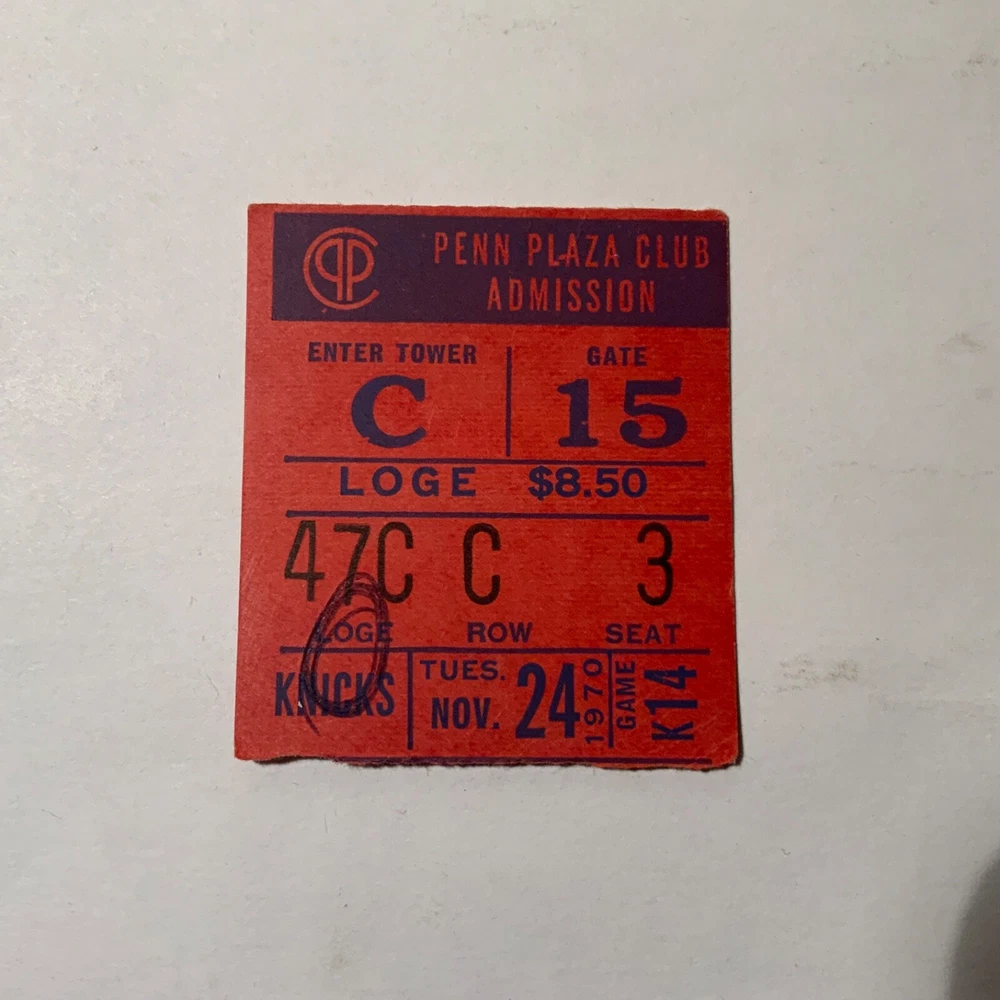 PPC PENN PLAZA CLUB
ADMISSION
ENTER TOWER GATE
C 15
LOGE $8.50
47C C 3
LOGE ROW SEAT
KNICKS TUES. NOV. 24 1970 GAME K14